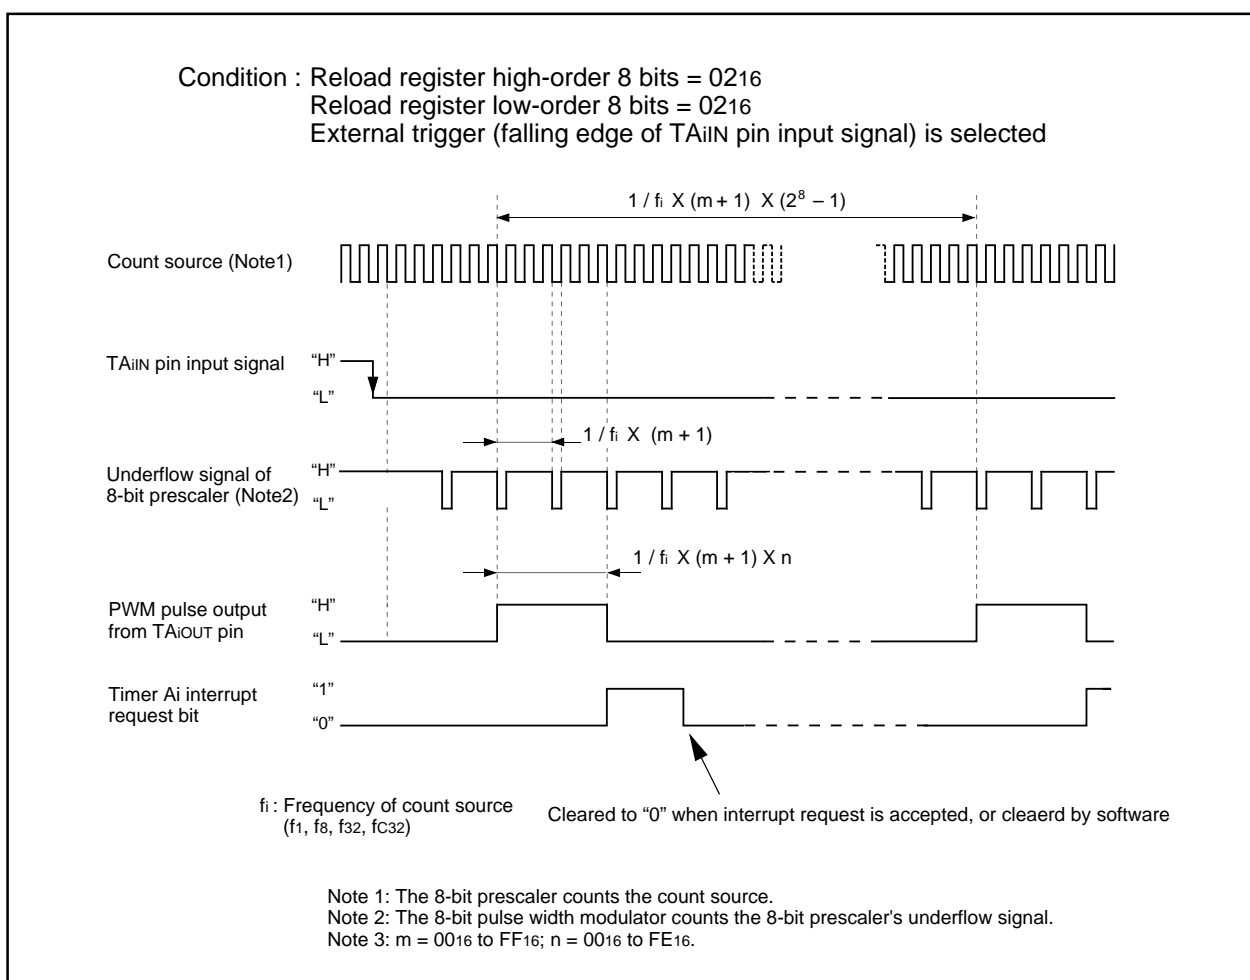 Condition : Reload register high-order 8 bits = 0216
Reload register low-order 8 bits = 0216
External trigger (falling edge of TAiIN pin input signal) is selected
1 / fi X (m + 1) X (2^8 – 1)
Count source (Note1)
TAiIN pin input signal
“H”
“L”
1 / fi X (m + 1)
Underflow signal of
8-bit prescaler (Note2)
“H”
“L”
1 / fi X (m + 1) X n
PWM pulse output
from TAiOUT pin
“H”
“L”
Timer Ai interrupt
request bit
“1”
“0”
fi : Frequency of count source
(f1, f8, f32, fC32)
Cleared to “0” when interrupt request is accepted, or cleaerd by software
Note 1: The 8-bit prescaler counts the count source.
Note 2: The 8-bit pulse width modulator counts the 8-bit prescaler's underflow signal.
Note 3: m = 0016 to FF16; n = 0016 to FE16.